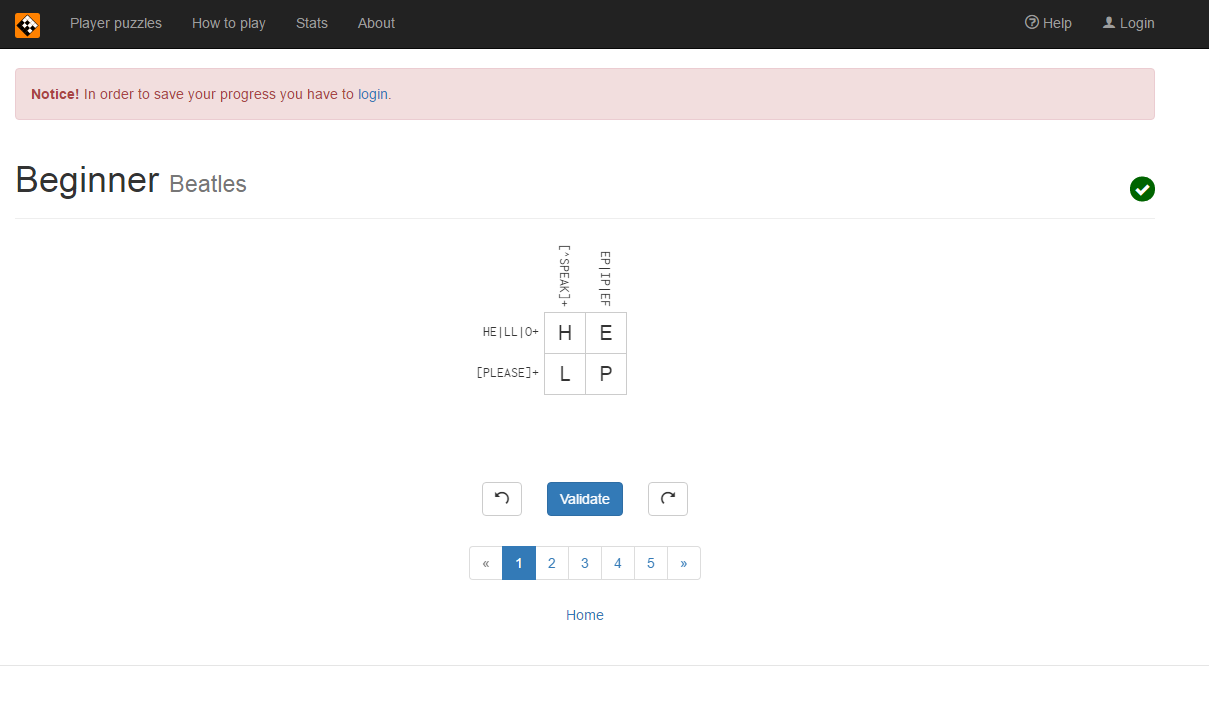 Player puzzles How to play Stats About Help Login
Notice! In order to save your progress you have to login.
Beginner Beatles
[^SPEAK]+ EP|IP|EF
HE|LL|O+ H E
[PLEASE]+ L P
Validate
« 1 2 3 4 5 »
Home